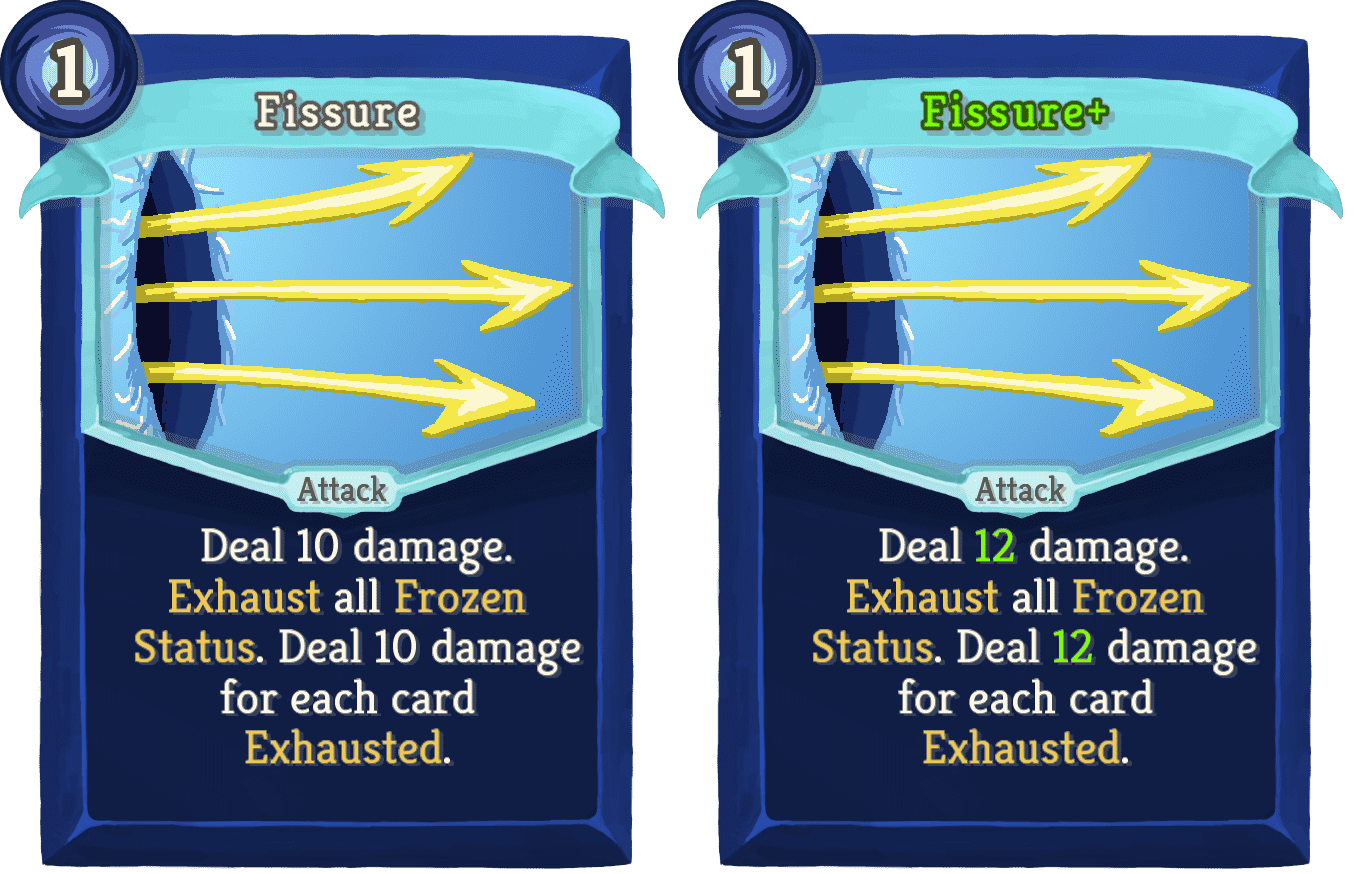 1
Fissure
Attack
Deal 10 damage.
Exhaust all Frozen
Status. Deal 10 damage
for each card
Exhausted.
1
Fissure+
Attack
Deal 12 damage.
Exhaust all Frozen
Status. Deal 12 damage
for each card
Exhausted.